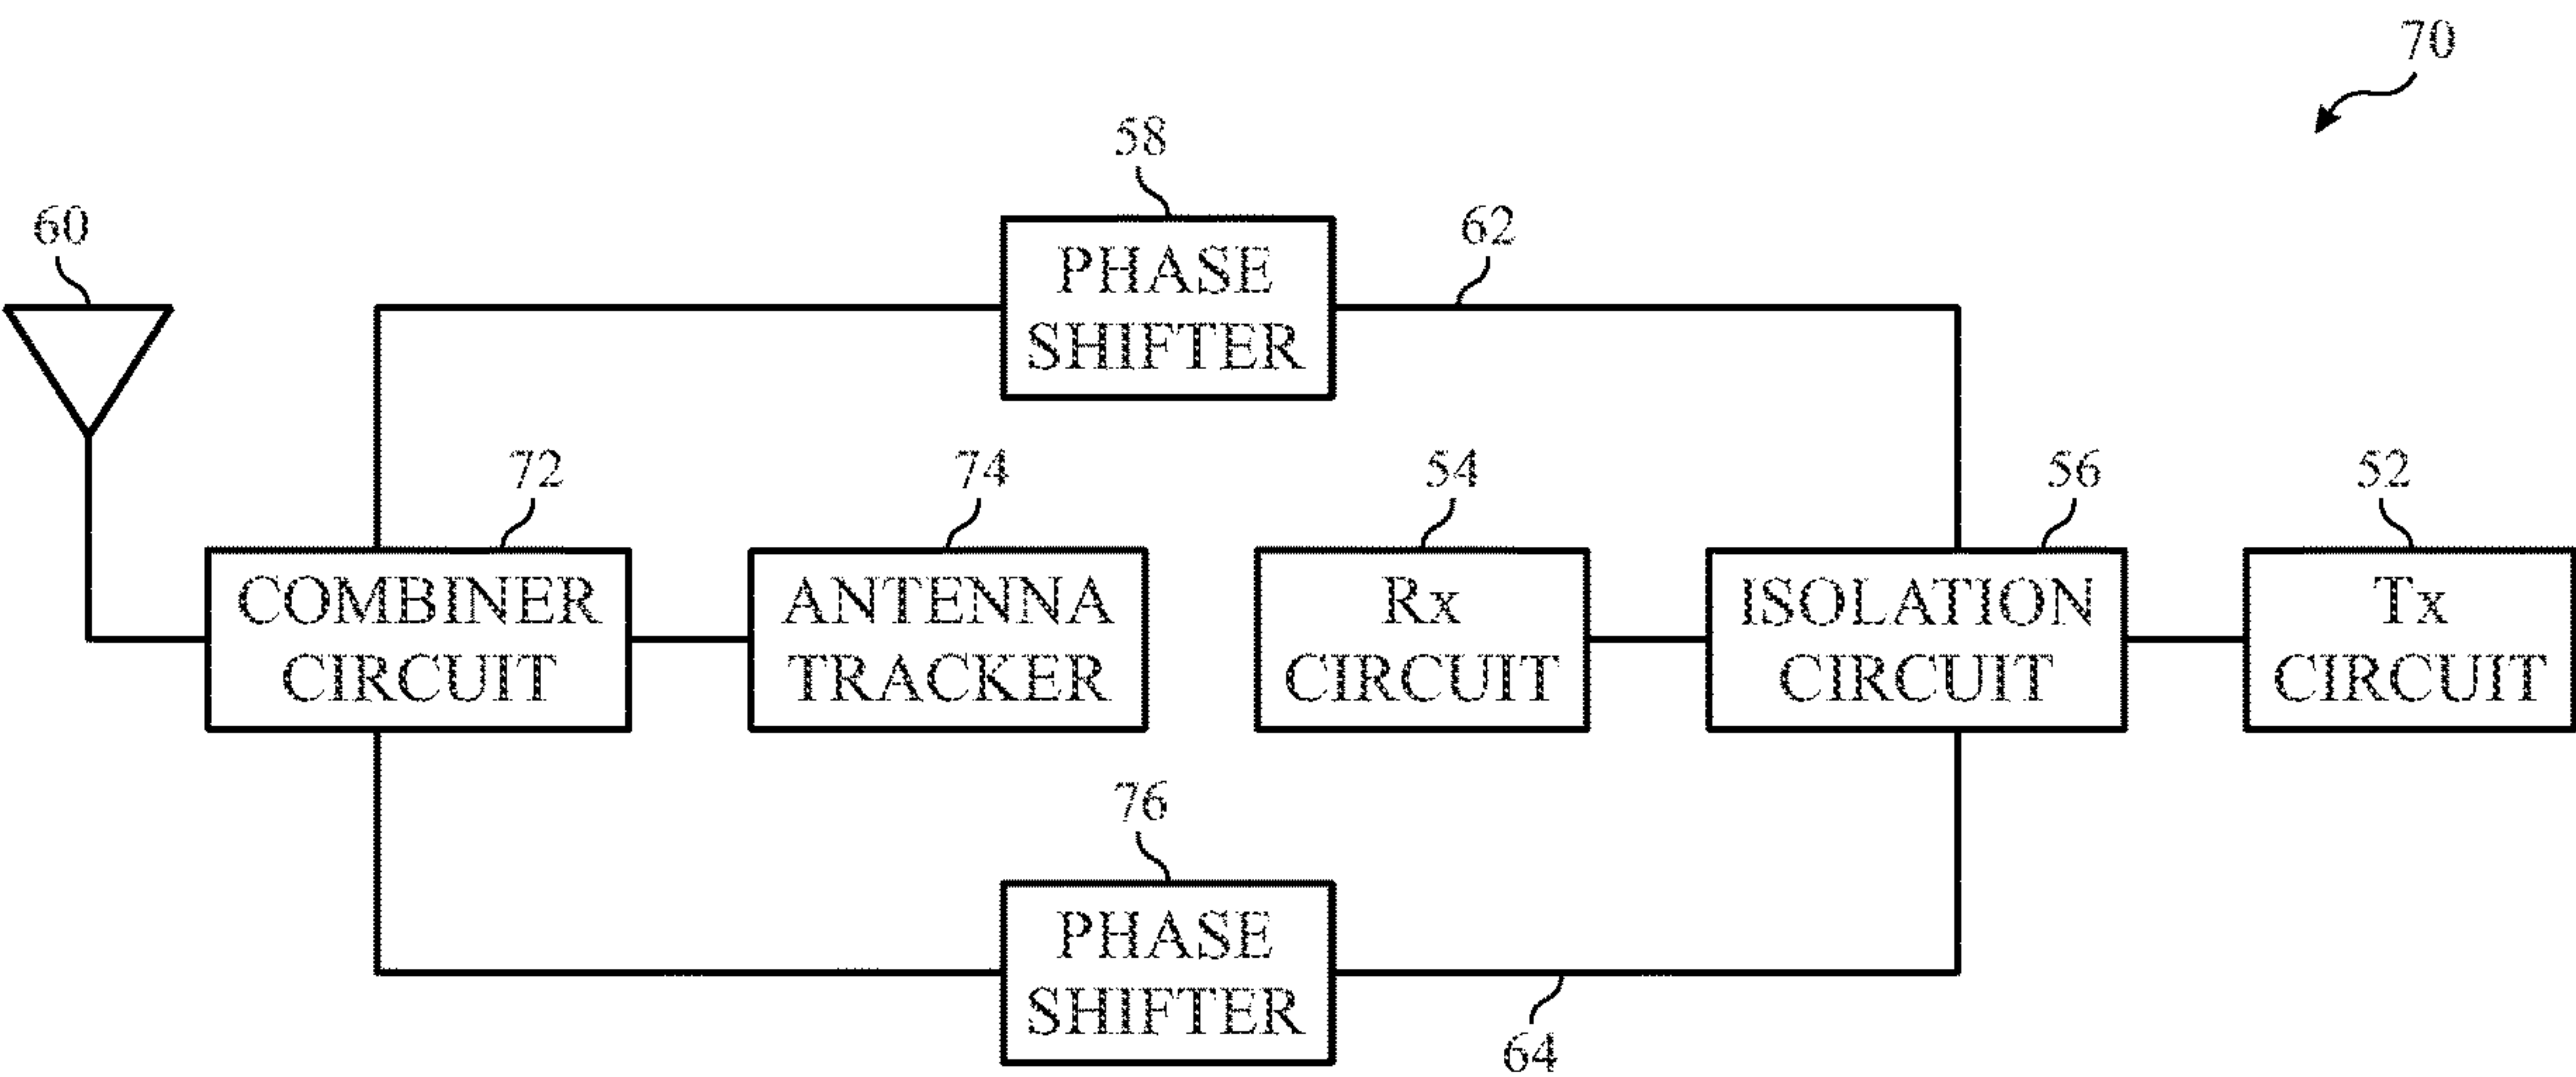 70
58
60
62
PHASE
SHIFTER
72
74
54
56
52
COMBINER
CIRCUIT
ANTENNA
TRACKER
Rx
CIRCUIT
ISOLATION
CIRCUIT
Tx
CIRCUIT
76
PHASE
SHIFTER
64